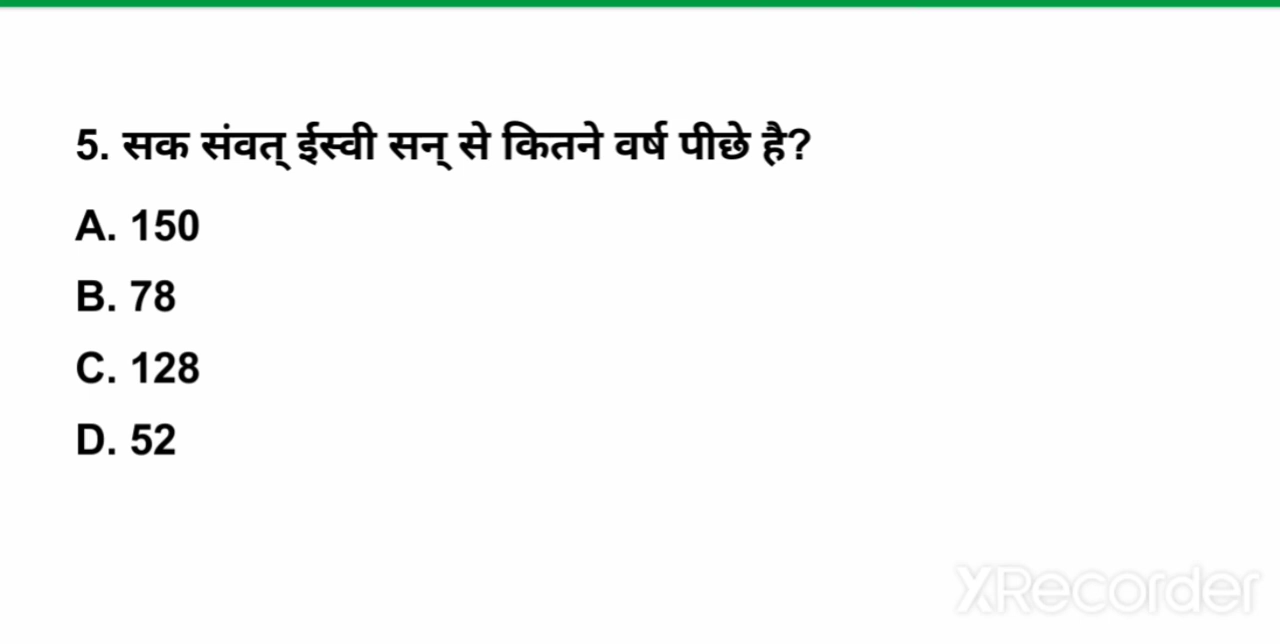 5. सक संवत् ईस्वी सन् से कितने वर्ष पीछे है?
A. 150
B. 78
C. 128
D. 52
XRecorder